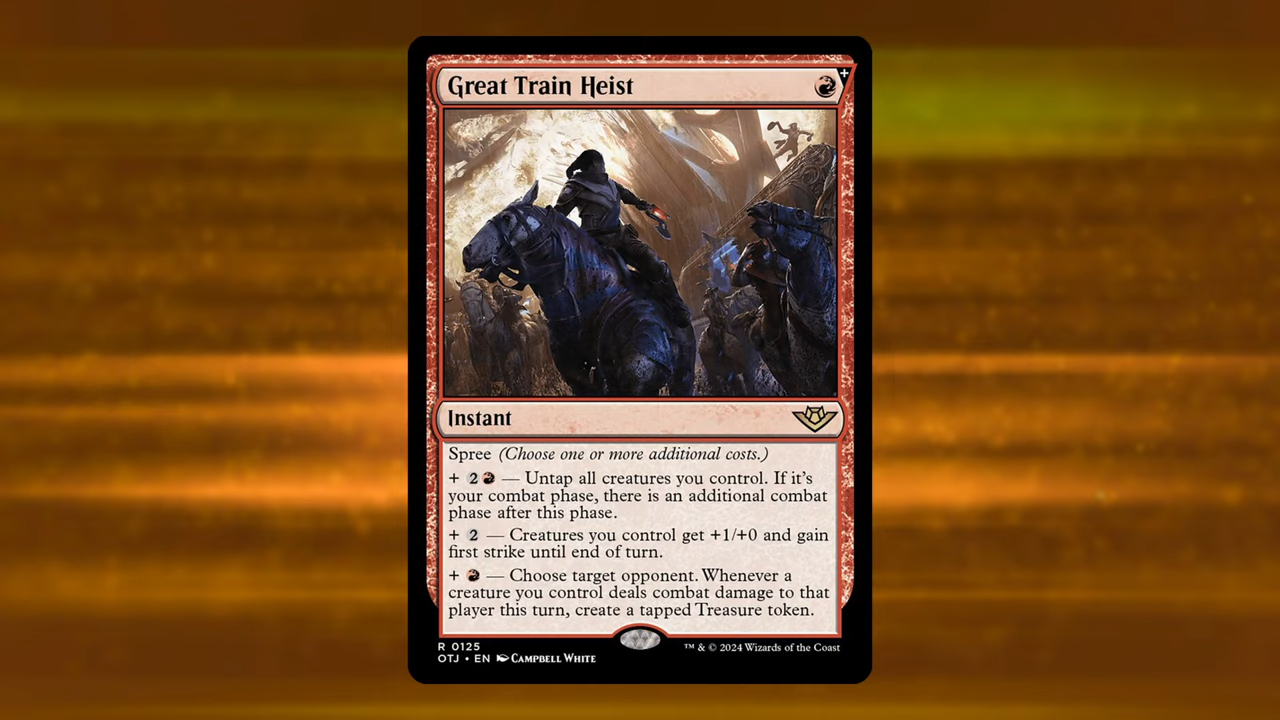 Great Train Heist
Instant
Spree (Choose one or more additional costs.)
+ 2 — Untap all creatures you control. If it's
your combat phase, there is an additional combat
phase after this phase.
+ 2 — Creatures you control get +1/+0 and gain
first strike until end of turn.
+ — Choose target opponent. Whenever a
creature you control deals combat damage to that
player this turn, create a tapped Treasure token.
R 0125
OTJ • EN CAMPBELL WHITE
™ & © 2024 Wizards of the Coast